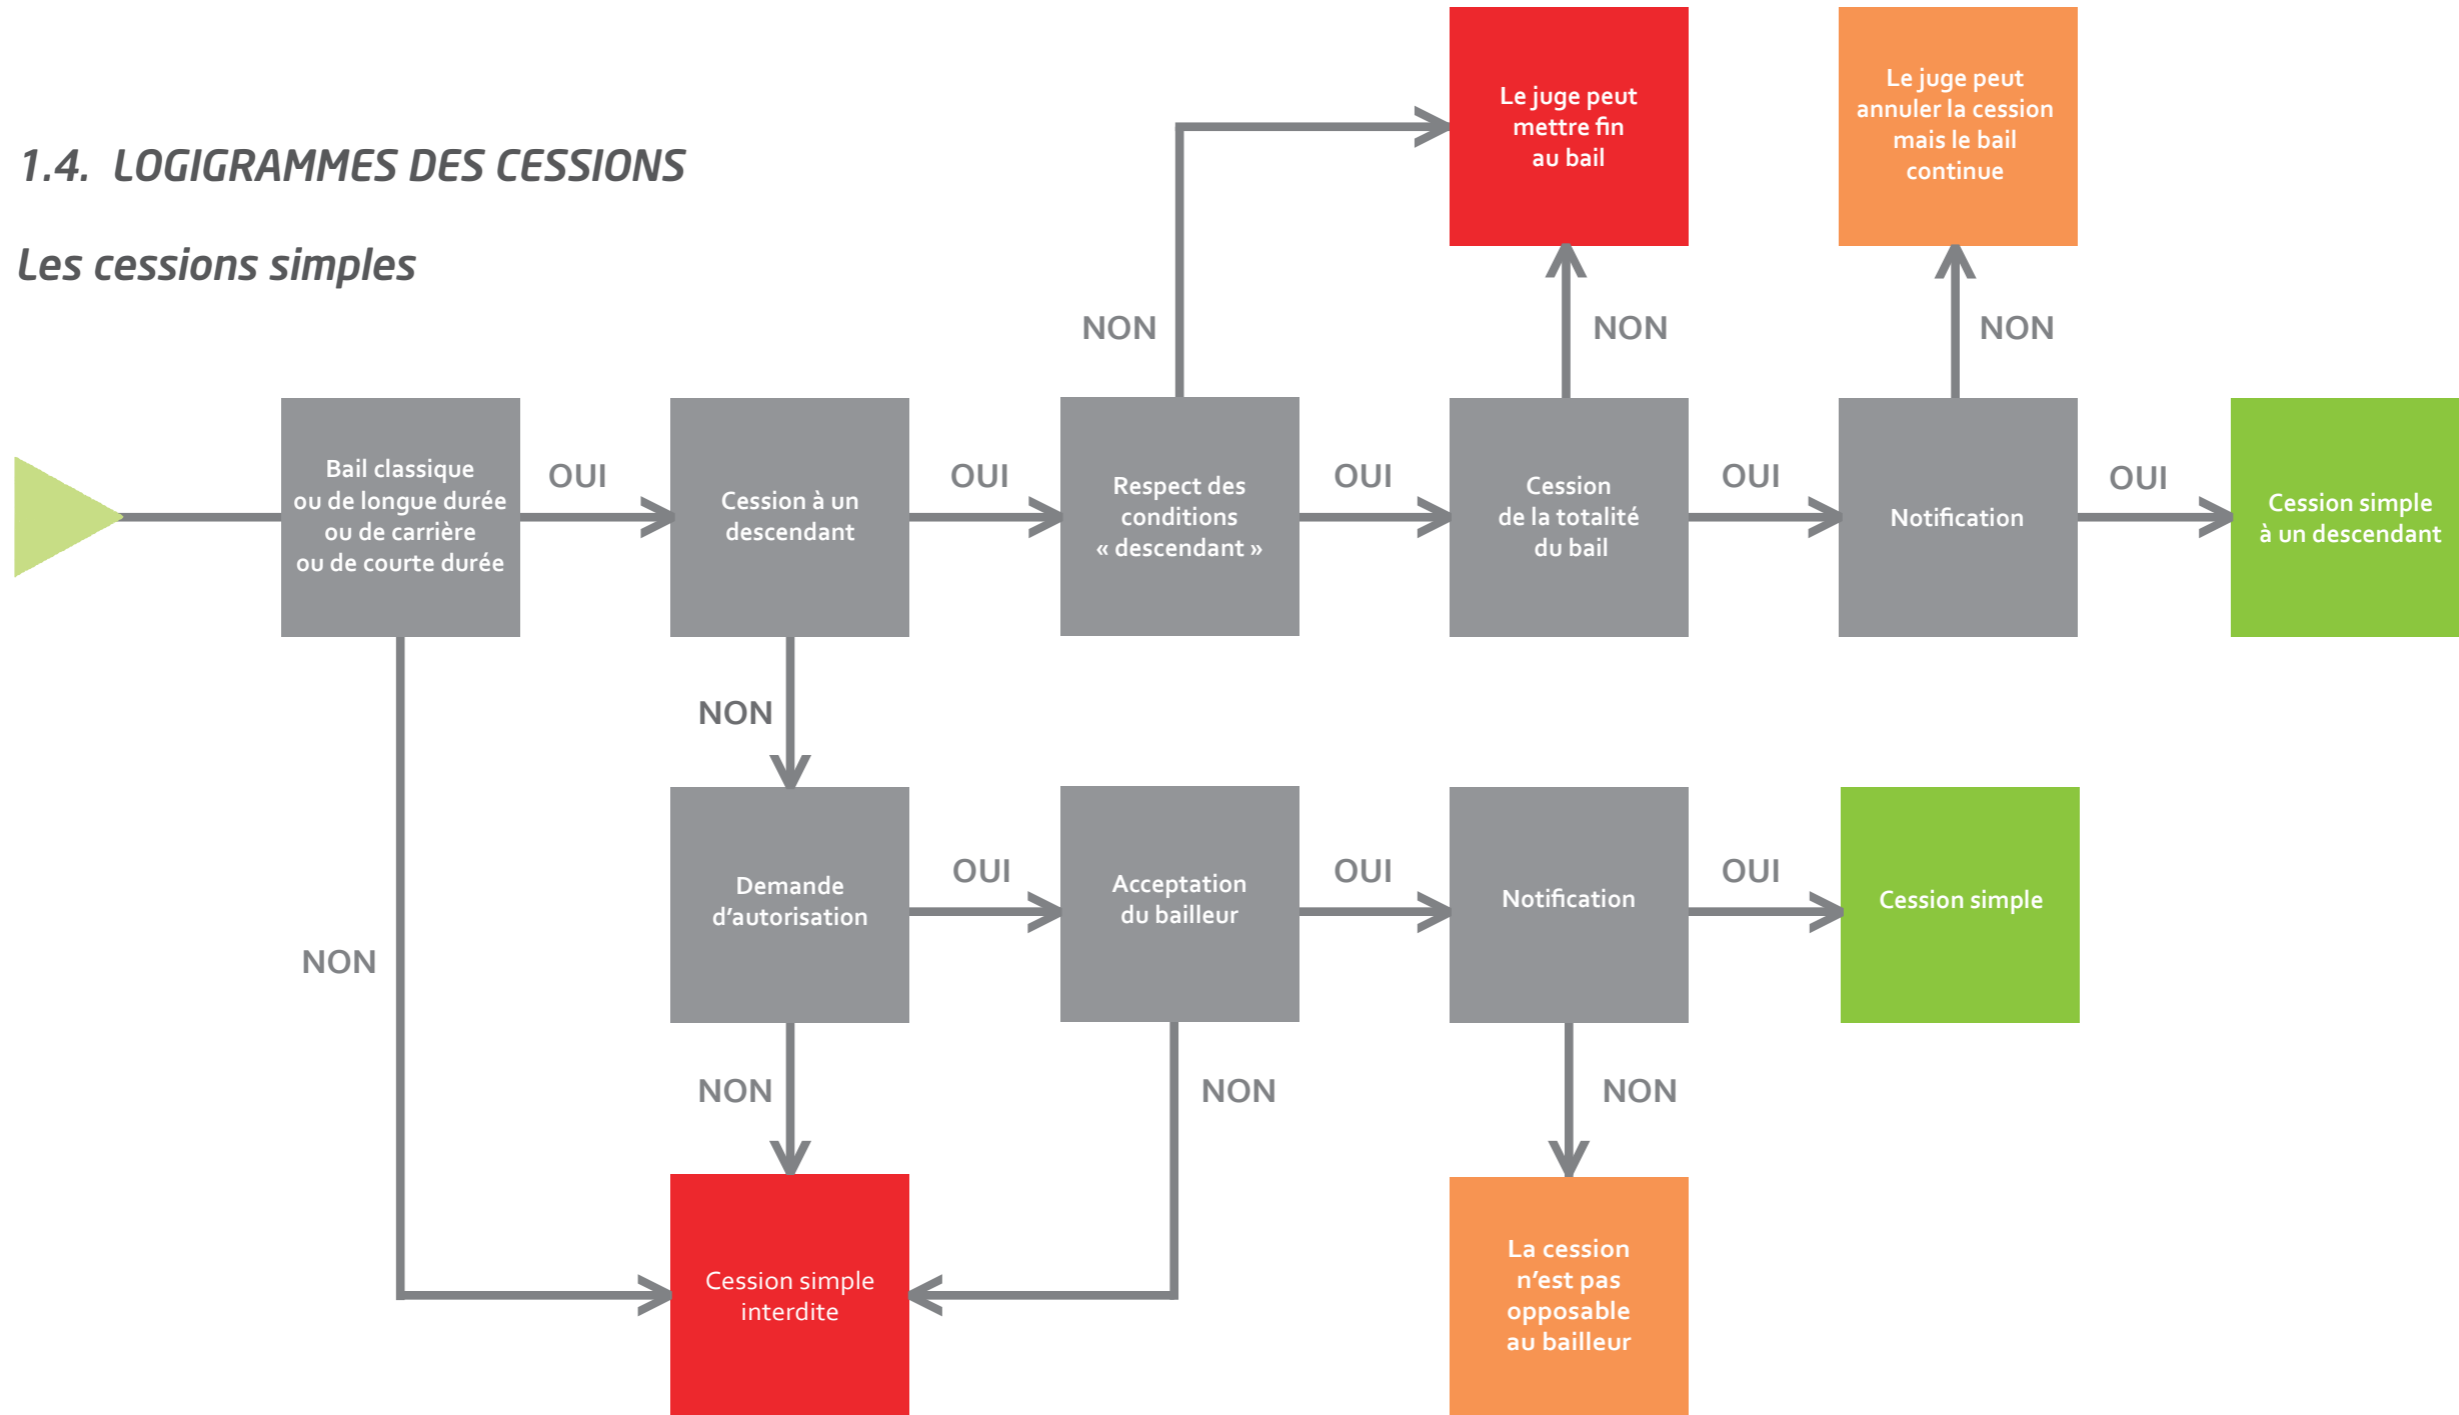 1.4. LOGIGRAMMES DES CESSIONS
Les cessions simples
Le juge peut
mettre fin
au bail
Le juge peut
annuler la cession
mais le bail
continue
NON
NON
NON
Bail classique
ou de longue durée
ou de carrière
ou de courte durée
OUI
Cession à un
descendant
OUI
Respect des
conditions
« descendant »
OUI
Cession
de la totalité
du bail
OUI
Notification
OUI
Cession simple
à un descendant
NON
NON
Demande
d'autorisation
OUI
Acceptation
du bailleur
OUI
Notification
OUI
Cession simple
NON
NON
NON
Cession simple
interdite
La cession
n'est pas
opposable
au bailleur